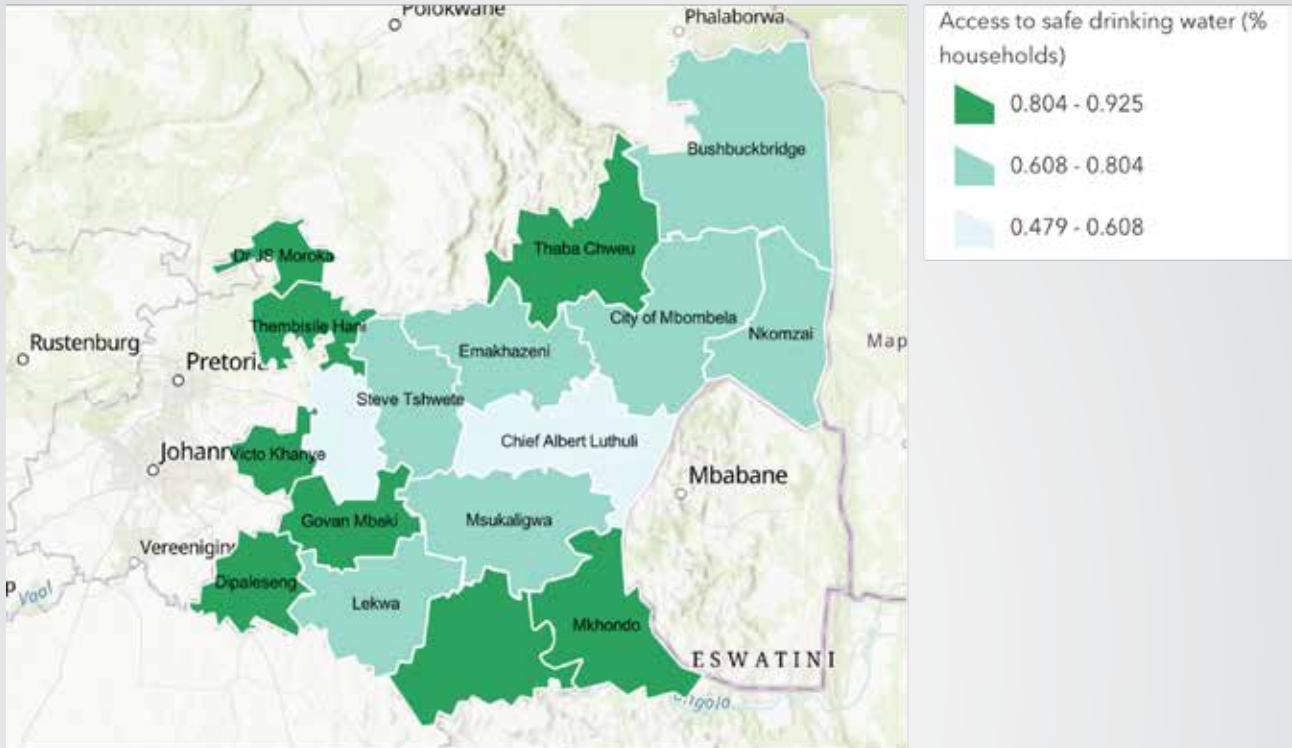 Polokwane
Phalaborwa
Bushbuckbridge
Thaba Chweu
Dr JS Moroka
Thembisile Hani
City of Mbombela
Nkomzai
Map
Rustenburg
Pretoria
Emakhazeni
Steve Tshwete
Chief Albert Luthuli
Johann
Victo Khanye
Mbabane
Govan Mbeki
Msukaligwa
Vereeniging
Dipaleseng
Vaal
p
Lekwa
Mkhondo
ESWATINI
Access to safe drinking water (%
households)
0.804 - 0.925
0.608 - 0.804
0.479 - 0.608